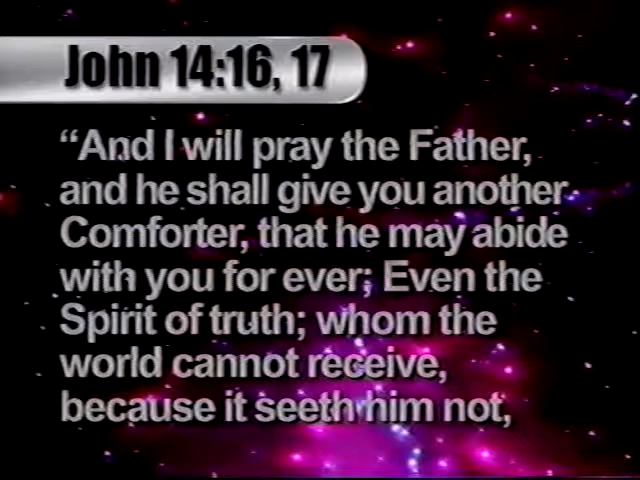 John 14:16, 17
“And I will pray the Father,
and he shall give you another
Comforter, that he may abide
with you for ever; Even the
Spirit of truth; whom the
world cannot receive,
because it seeth him not,